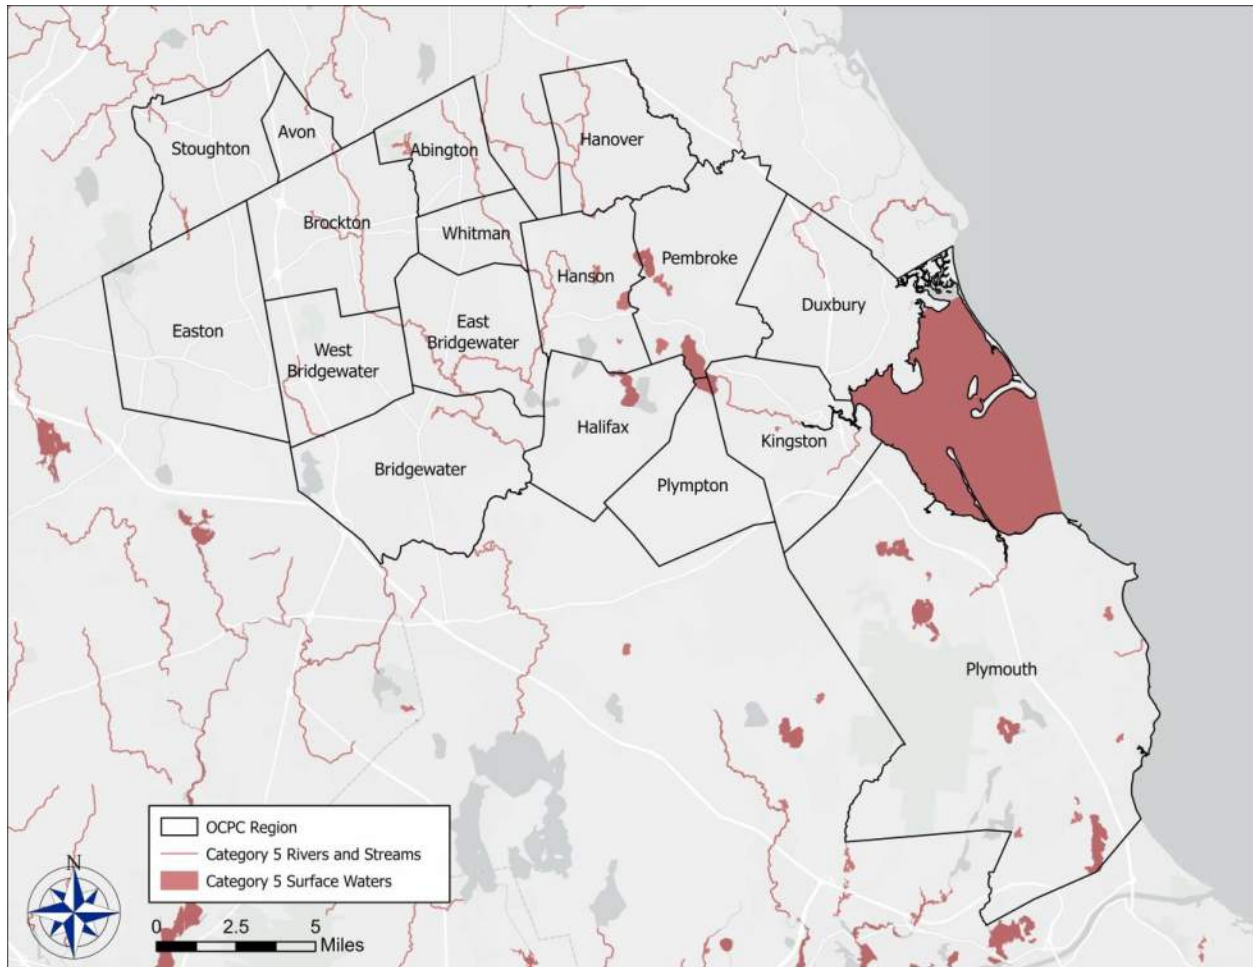 Hanover
Avon
Stoughton
Abington
Brockton
Whitman
Pembroke
Hanson
Duxbury
Easton
East
Bridgewater
West
Bridgewater
Halifax
Kingston
Bridgewater
Plympton
Plymouth
OCPC Region
Category 5 Rivers and Streams
Category 5 Surface Waters
N
0 2.5 5
Miles